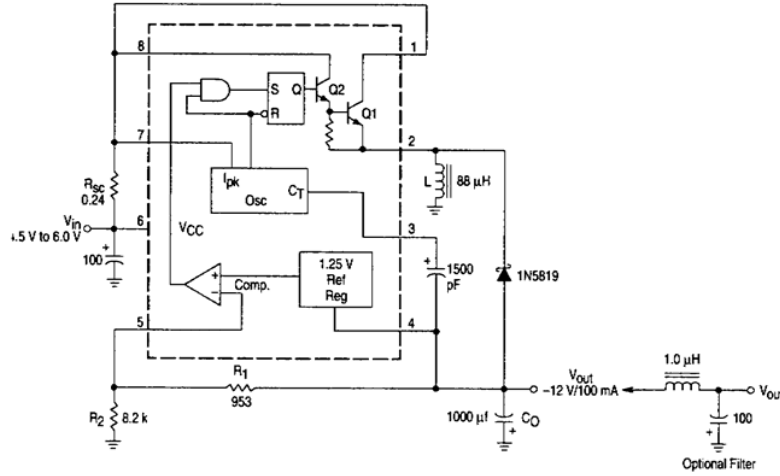 8
1
S
Q
Q2
R
Q1
7
2
Ipk
CT
Osc
L
88 μH
Rsc
0.24
Vin
6
.5 V to 6.0 V
VCC
100
+
3
+
1500
pF
1N5819
1.25 V
Ref
Reg
+
−
Comp.
5
4
R1
953
R2
8.2 k
Vout
−12 V/100 mA
1.0 μH
Vou
1000 μf
CO
+
100
+
Optional Filter